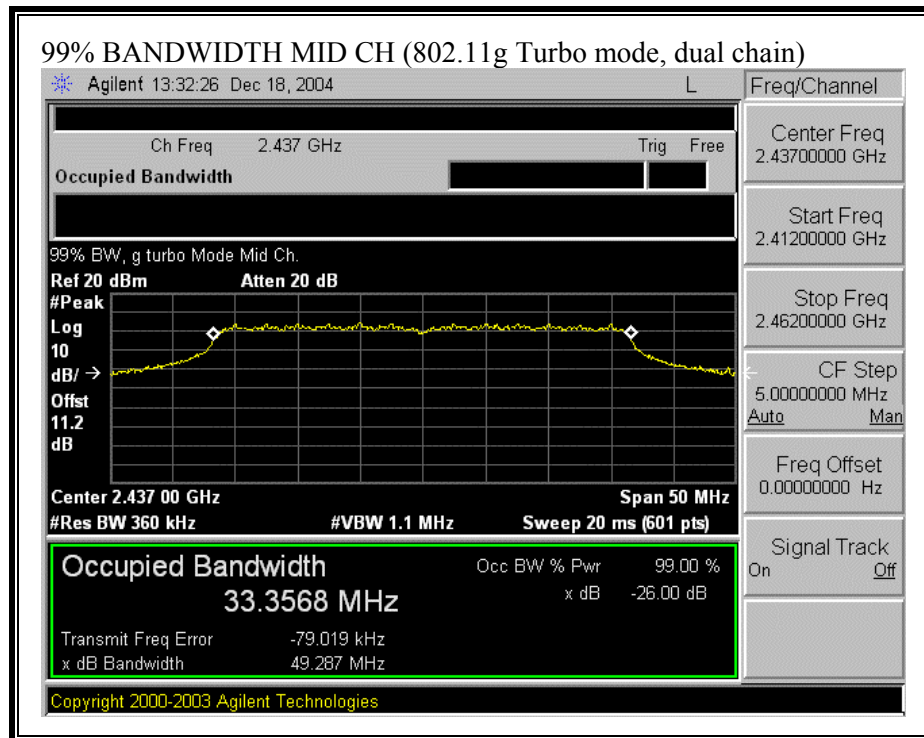 99% BANDWIDTH MID CH (802.11g Turbo mode, dual chain)
Agilent 13:32:26 Dec 18, 2004 L
Freq/Channel
Ch Freq 2.437 GHz Trig Free
Occupied Bandwidth
Center Freq
2.43700000 GHz
Start Freq
2.41200000 GHz
Stop Freq
2.46200000 GHz
CF Step
5.00000000 MHz
Auto Man
Freq Offset
0.00000000 Hz
Signal Track
On Off
99% BW, g turbo Mode Mid Ch.
Ref 20 dBm Atten 20 dB
#Peak
Log
10
dB/
Offst
11.2
dB
Center 2.437 00 GHz Span 50 MHz
#Res BW 360 kHz #VBW 1.1 MHz Sweep 20 ms (601 pts)
Occupied Bandwidth Occ BW % Pwr 99.00 %
33.3568 MHz x dB -26.00 dB
Transmit Freq Error -79.019 kHz
x dB Bandwidth 49.287 MHz
Copyright 2000-2003 Agilent Technologies